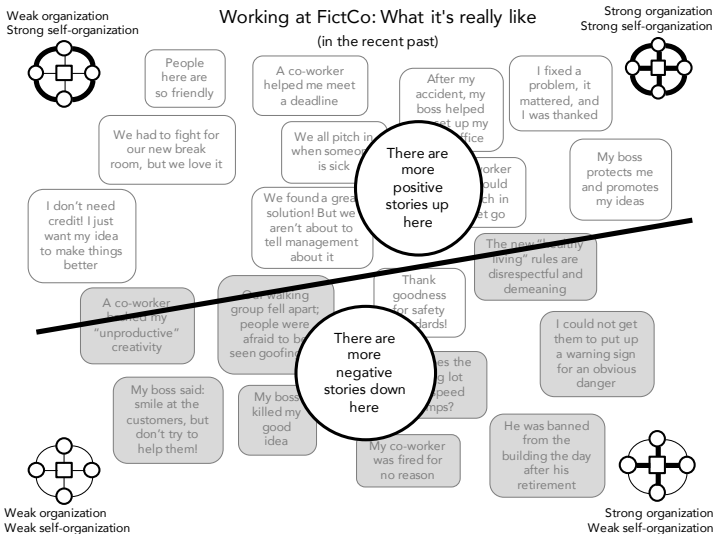 Working at FictCo: What it's really like
(in the recent past)
Weak organization
Strong self-organization
Strong organization
Strong self-organization
People
here are
so friendly
A co-worker
helped me meet
a deadline
After my
accident, my
boss helped
set up my
I fixed a
problem, it
mattered, and
I was thanked
We had to fight for
our new break
room, but we love it
We all pitch in
when someone
is sick
There are
more
positive
stories up
here
My boss
protects me
and promotes
my ideas
I don't need
credit! I just
want my idea
to make things
better
We found a great
solution! But we
aren't about to
tell management
about it
The new "healthy
living" rules are
disrespectful and
demeaning
A co-worker
my
"unproductive"
creativity
Our walking
group fell apart;
people were
afraid to be
seen goofing
Thank
goodness
for safety
standards!
I could not get
them to put up
a warning sign
for an obvious
danger
There are
more
negative
stories down
here
My boss said:
smile at the
customers, but
don't try to
help them!
My boss
killed my
good
idea
the
lot
speed
My co-worker
was fired for
no reason
He was banned
from the
building the day
after his
retirement
Weak organization
Weak self-organization
Strong organization
Weak self-organization